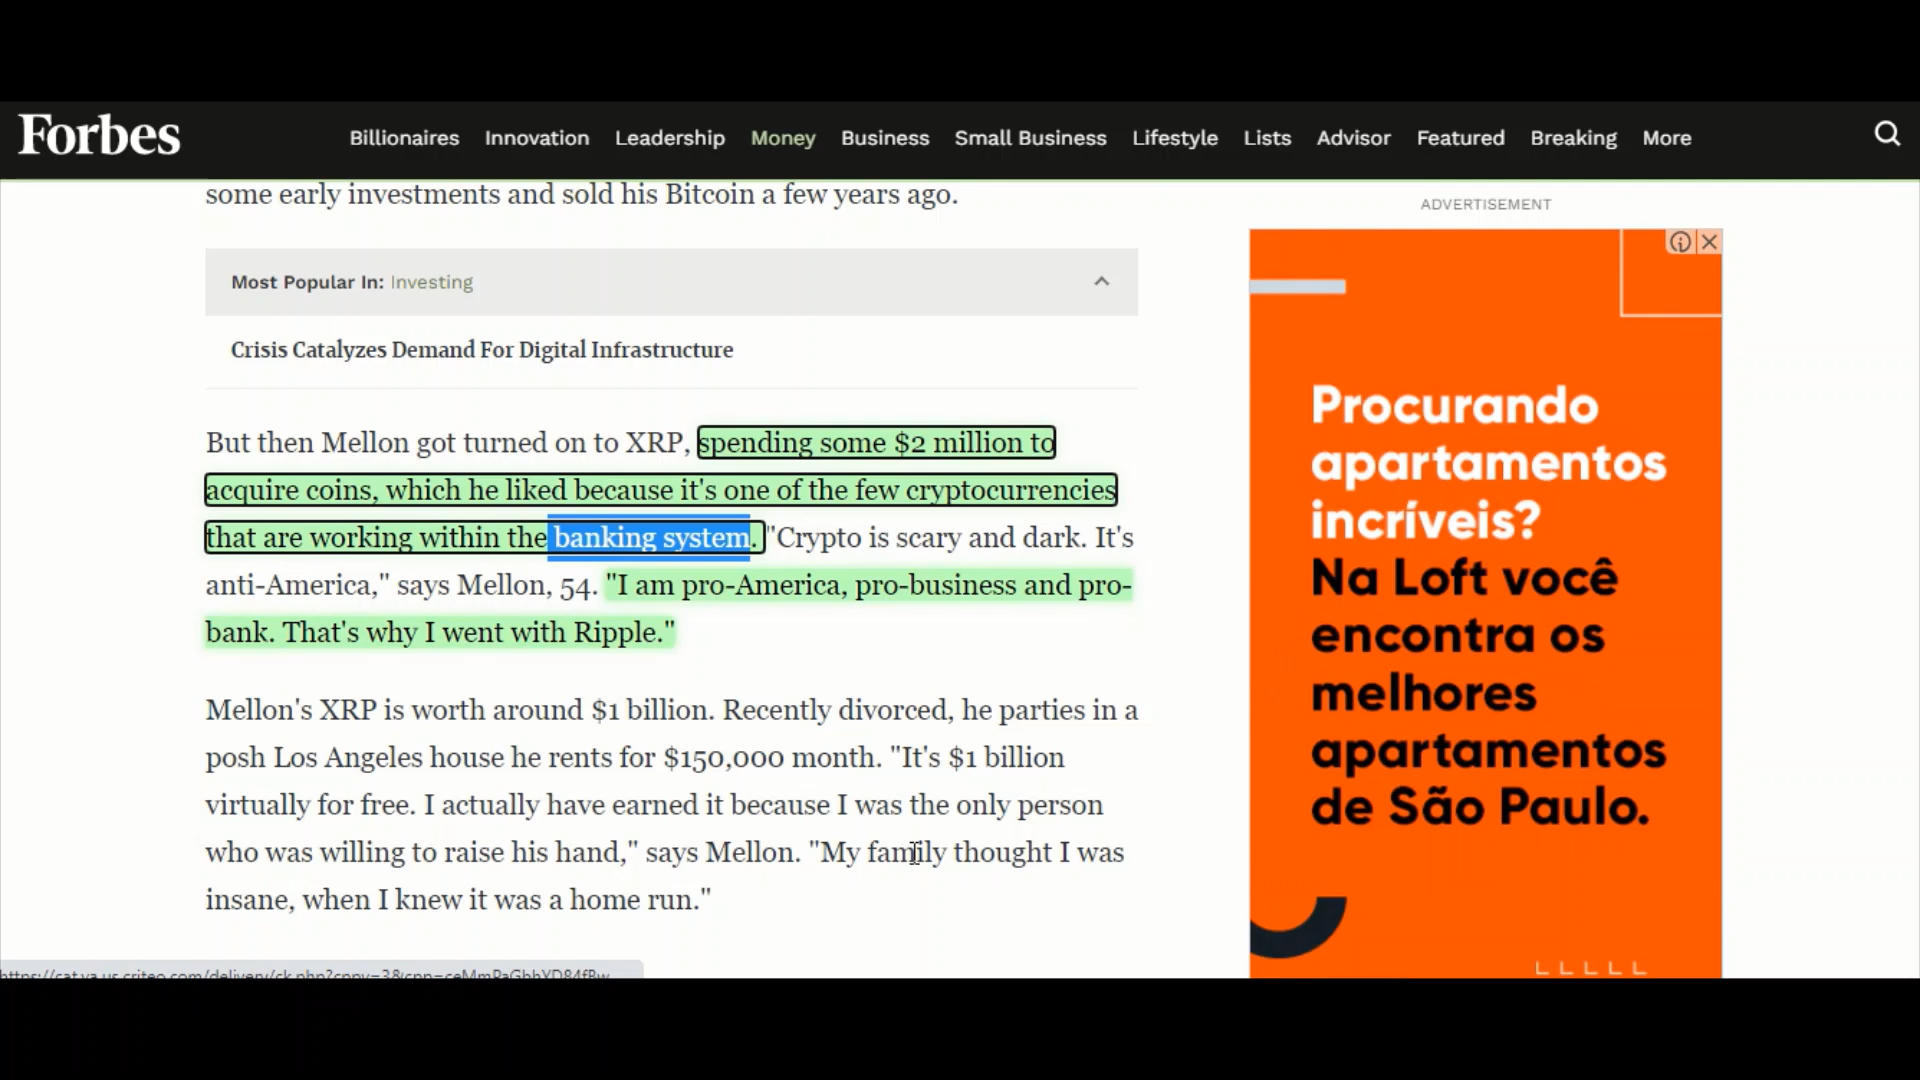 Forbes
Billionaires Innovation Leadership Money Business Small Business Lifestyle Lists Advisor Featured Breaking More
some early investments and sold his Bitcoin a few years ago.
Most Popular In: Investing
Crisis Catalyzes Demand For Digital Infrastructure
But then Mellon got turned on to XRP, spending some $2 million to
acquire coins, which he liked because it's one of the few cryptocurrencies
that are working within the banking system. "Crypto is scary and dark. It's
anti-America," says Mellon, 54. "I am pro-America, pro-business and pro-
bank. That's why I went with Ripple."
Mellon's XRP is worth around $1 billion. Recently divorced, he parties in a
posh Los Angeles house he rents for $150,000 month. "It's $1 billion
virtually for free. I actually have earned it because I was the only person
who was willing to raise his hand," says Mellon. "My family thought I was
insane, when I knew it was a home run."
ADVERTISEMENT
Procurando
apartamentos
incríveis?
Na Loft você
encontra os
melhores
apartamentos
de São Paulo.